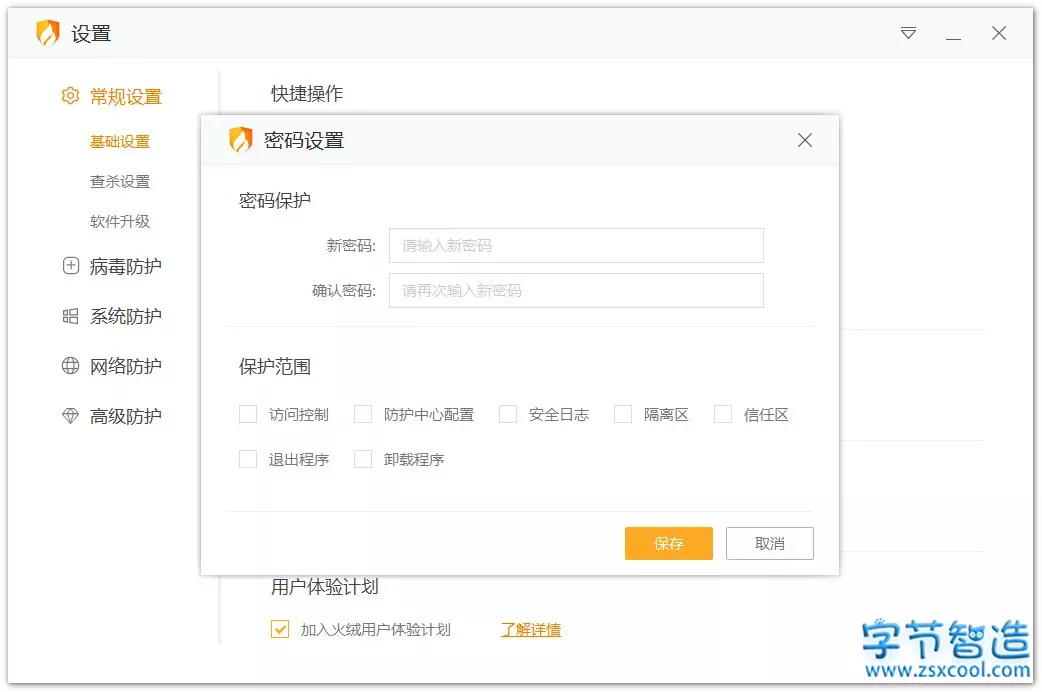 设置
常规设置
基础设置
查杀设置
软件升级
病毒防护
系统防护
网络防护
高级防护
快捷操作
密码设置
密码保护
新密码: 请输入新密码
确认密码: 请再次输入新密码
保护范围
访问控制 防护中心配置 安全日志 隔离区 信任区
退出程序 卸载程序
保存 取消
用户体验计划
加入火绒用户体验计划 了解详情
字节智造
www.zsxcool.com